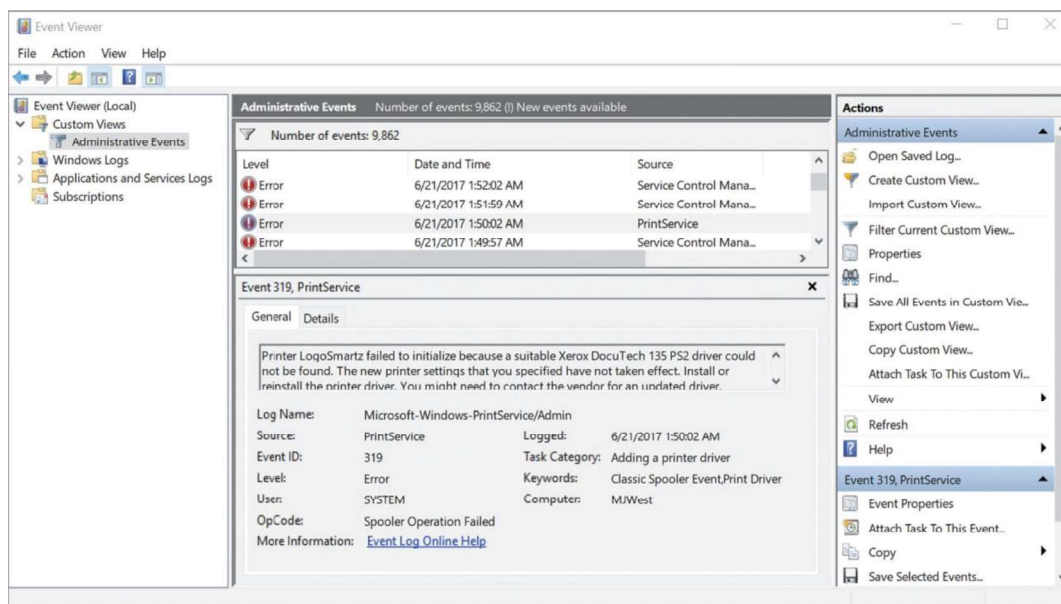 Event Viewer
File Action View Help
Event Viewer (Local)
Custom Views
Administrative Events
Windows Logs
Applications and Services Logs
Subscriptions
Administrative Events Number of events: 9,862 (!) New events available
Number of events: 9,862
Level Date and Time Source
Error 6/21/2017 1:52:02 AM Service Control Mana...
Error 6/21/2017 1:51:59 AM Service Control Mana...
Error 6/21/2017 1:50:02 AM PrintService
Error 6/21/2017 1:49:57 AM Service Control Mana...
Event 319, PrintService
General Details
Printer LogoSmartz failed to initialize because a suitable Xerox DocuTech 135 PS2 driver could
not be found. The new printer settings that you specified have not taken effect. Install or
reinstall the printer driver. You might need to contact the vendor for an updated driver.
Log Name: Microsoft-Windows-PrintService/Admin
Source: PrintService Logged: 6/21/2017 1:50:02 AM
Event ID: 319 Task Category: Adding a printer driver
Level: Error Keywords: Classic Spooler Event,Print Driver
User: SYSTEM Computer: MJWest
OpCode: Spooler Operation Failed
More Information: Event Log Online Help
Actions
Administrative Events
Open Saved Log...
Create Custom View...
Import Custom View...
Filter Current Custom View...
Properties
Find...
Save All Events in Custom Vie...
Export Custom View...
Copy Custom View...
Attach Task To This Custom Vi...
View
Refresh
Help
Event 319, PrintService
Event Properties
Attach Task To This Event...
Copy
Save Selected Events...